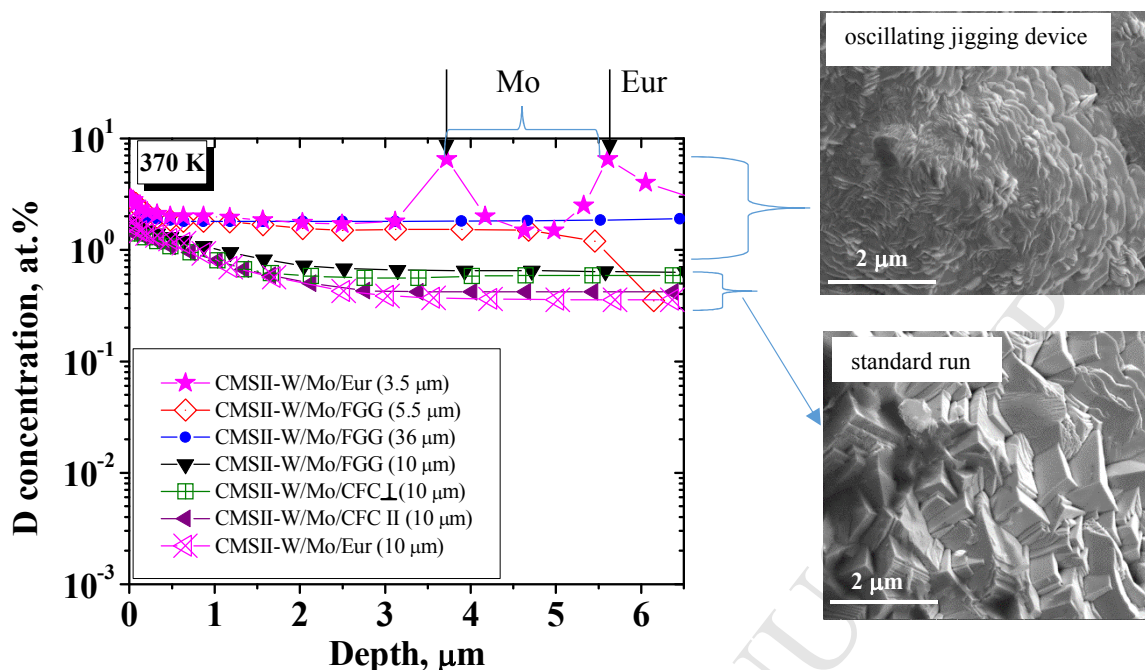 oscillating jigging device
2 μm
Mo
Eur
10¹
10⁰
10⁻¹
10⁻²
10⁻³
370 K
D concentration, at.%
CMSII-W/Mo/Eur (3.5 μm)
CMSII-W/Mo/FGG (5.5 μm)
CMSII-W/Mo/FGG (36 μm)
CMSII-W/Mo/FGG (10 μm)
CMSII-W/Mo/CFC⊥(10 μm)
CMSII-W/Mo/CFC II (10 μm)
CMSII-W/Mo/Eur (10 μm)
0 1 2 3 4 5 6
Depth, μm
standard run
2 μm